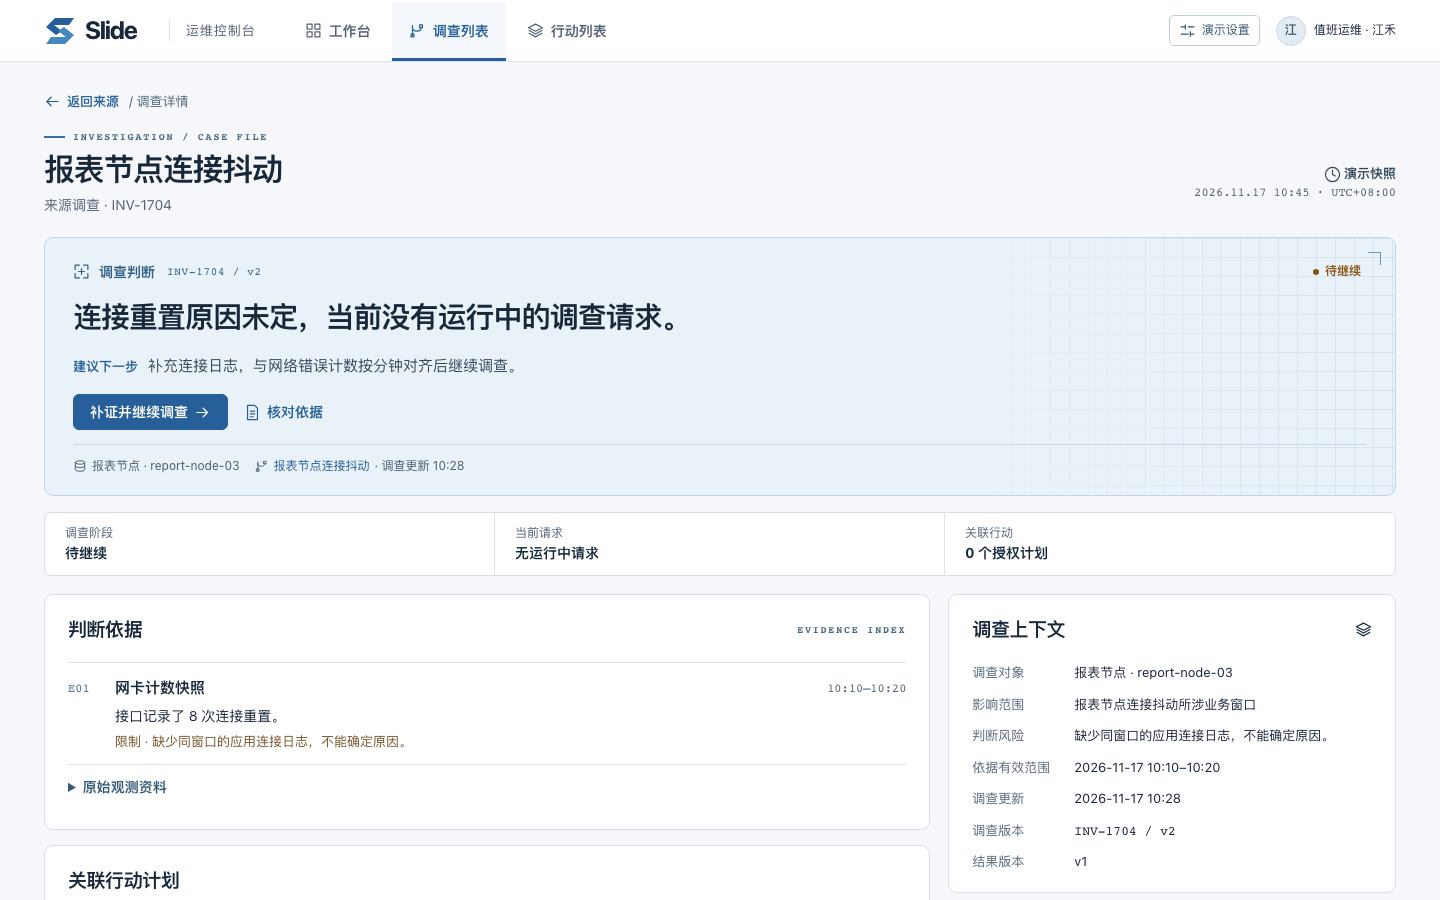 Slide
运维控制台
工作台
调查列表
行动列表
演示设置
江
值班运维 · 江禾
返回来源 / 调查详情
INVESTIGATION / CASE FILE
报表节点连接抖动
来源调查 · INV-1704
演示快照
2026.11.17 10:45 • UTC+08:00
调查判断 INV-1704 / v2
待继续
连接重置原因未定，当前没有运行中的调查请求。
建议下一步 补充连接日志，与网络错误计数按分钟对齐后继续调查。
补证并继续调查 →
核对依据
报表节点 · report-node-03 报表节点连接抖动 · 调查更新 10:28
调查阶段
待继续
当前请求
无运行中请求
关联行动
0 个授权计划
判断依据
EVIDENCE INDEX
E01 网卡计数快照 10:10—10:20
接口记录了 8 次连接重置。
限制 · 缺少同窗口的应用连接日志，不能确定原因。
原始观测资料
关联行动计划
调查上下文
调查对象 报表节点 · report-node-03
影响范围 报表节点连接抖动所涉业务窗口
判断风险 缺少同窗口的应用连接日志，不能确定原因。
依据有效范围 2026-11-17 10:10–10:20
调查更新 2026-11-17 10:28
调查版本 INV-1704 / v2
结果版本 v1